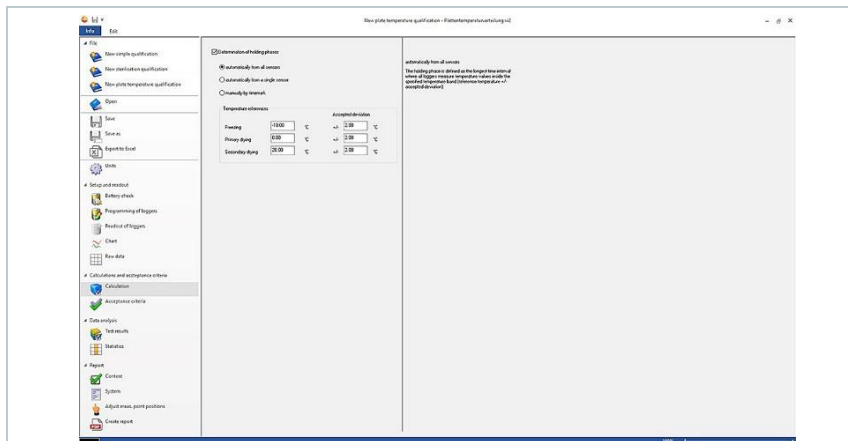 New plate temperature qualification - Plattentemperaturverteilung.vi2
Info Edit
File
New simple qualification
New sterilisation qualification
New plate temperature qualification
Open
Save
Save as
Export to Excel
Units
Setup and readout
Battery check
Programming of loggers
Readout of loggers
Chart
Raw data
Calculations and acceptance criteria
Calculation
Acceptance criteria
Data analysis
Test results
Statistics
Report
Context
System
Adjust meas. point positions
Create report
Determination of holding phases
automatically from all sensors
automatically from a single sensor
manually by timemark
Temperature references
Accepted deviation
Freezing -10.00 °C +/- 2.00 °C
Primary drying 0.00 °C +/- 2.00 °C
Secondary drying 20.00 °C +/- 2.00 °C
automatically from all sensors
The holding phase is defined as the longest time interval
where all loggers measure temperature values inside the
specified temperature band (reference temperature +/-
accepted deviation).